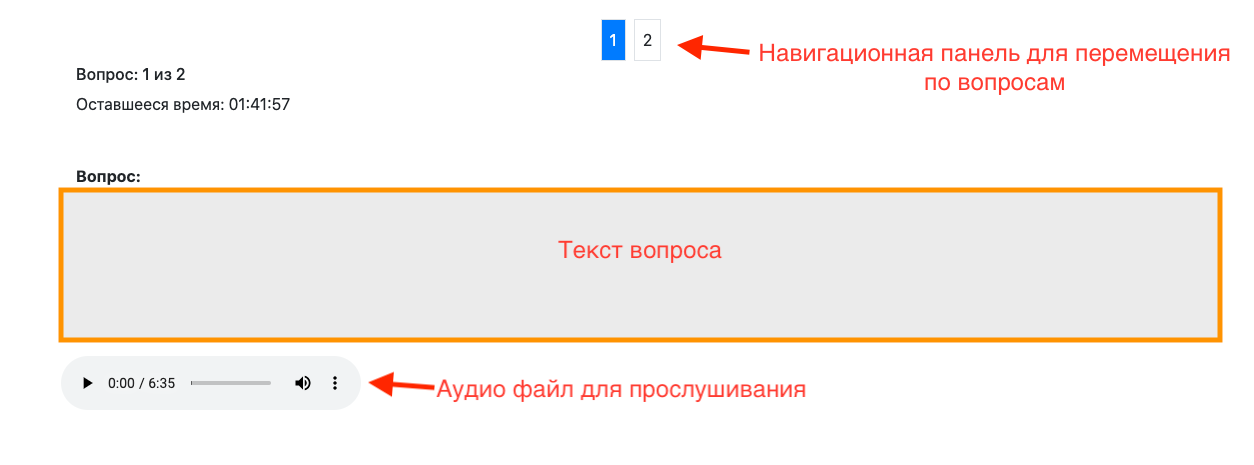 1 2
Навигационная панель для перемещения
по вопросам
Вопрос: 1 из 2
Оставшееся время: 01:41:57
Вопрос:
Текст вопроса
0:00 / 6:35
Аудио файл для прослушивания